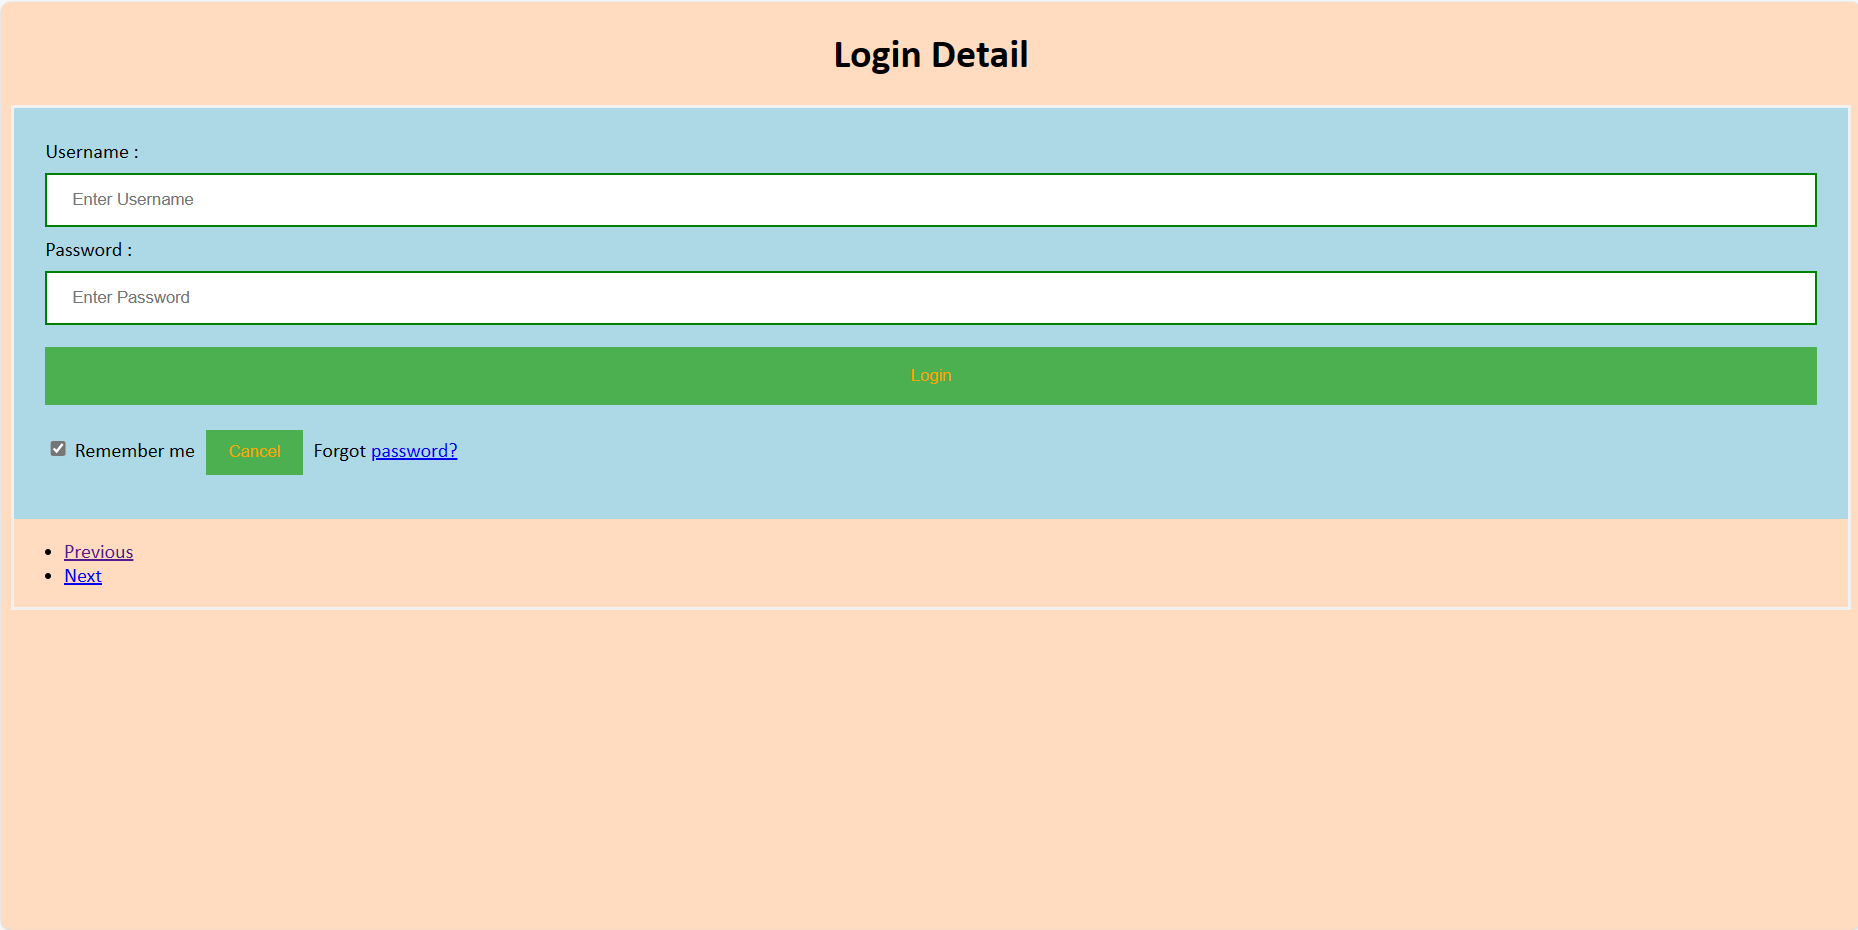 Login Detail
Username :
Enter Username
Password :
Enter Password
Login
Remember me Cancel Forgot password?
Previous
Next